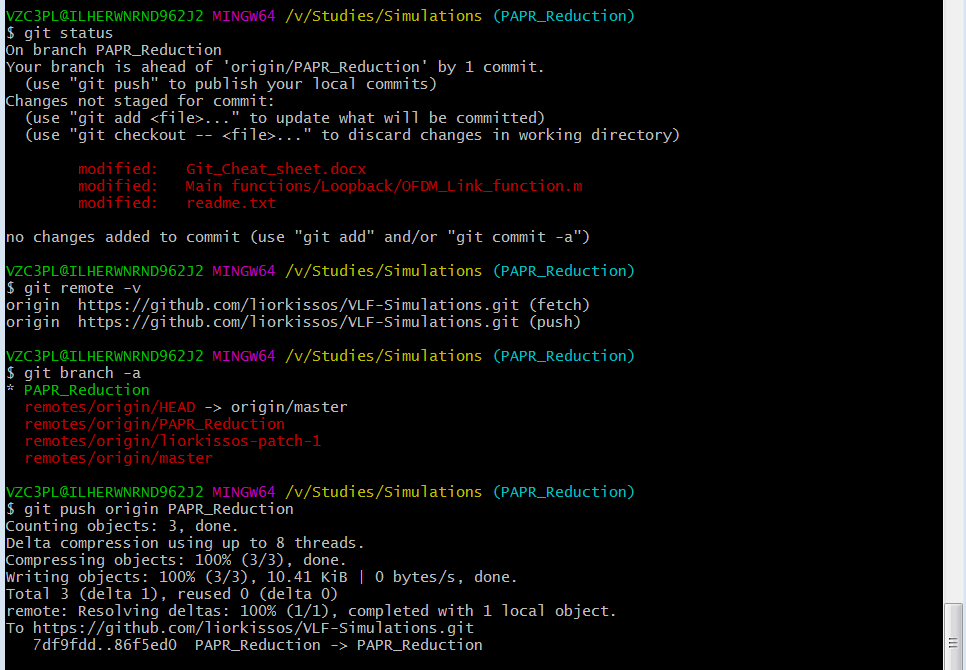 VZC3PL@ILHERWNRND962J2 MINGW64 /v/Studies/Simulations (PAPR_Reduction)
$ git status
On branch PAPR_Reduction
Your branch is ahead of 'origin/PAPR_Reduction' by 1 commit.
  (use "git push" to publish your local commits)
Changes not staged for commit:
  (use "git add <file>..." to update what will be committed)
  (use "git checkout -- <file>..." to discard changes in working directory)

        modified:   Git_Cheat_sheet.docx
        modified:   Main functions/Loopback/OFDM_Link_function.m
        modified:   readme.txt

no changes added to commit (use "git add" and/or "git commit -a")

VZC3PL@ILHERWNRND962J2 MINGW64 /v/Studies/Simulations (PAPR_Reduction)
$ git remote -v
origin  https://github.com/liorkissos/VLF-Simulations.git (fetch)
origin  https://github.com/liorkissos/VLF-Simulations.git (push)

VZC3PL@ILHERWNRND962J2 MINGW64 /v/Studies/Simulations (PAPR_Reduction)
$ git branch -a
* PAPR_Reduction
  remotes/origin/HEAD -> origin/master
  remotes/origin/PAPR_Reduction
  remotes/origin/liorkissos-patch-1
  remotes/origin/master

VZC3PL@ILHERWNRND962J2 MINGW64 /v/Studies/Simulations (PAPR_Reduction)
$ git push origin PAPR_Reduction
Counting objects: 3, done.
Delta compression using up to 8 threads.
Compressing objects: 100% (3/3), done.
Writing objects: 100% (3/3), 10.41 KiB | 0 bytes/s, done.
Total 3 (delta 1), reused 0 (delta 0)
remote: Resolving deltas: 100% (1/1), completed with 1 local object.
To https://github.com/liorkissos/VLF-Simulations.git
   7df9fdd..86f5ed0  PAPR_Reduction -> PAPR_Reduction